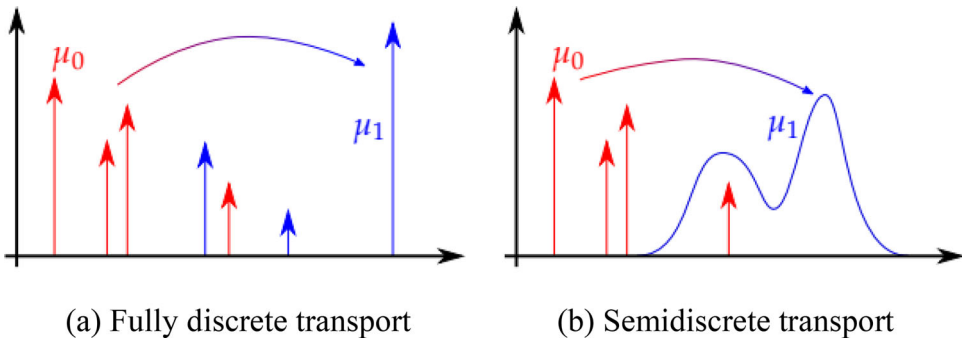 μ₀
μ₁
μ₀
μ₁
(a) Fully discrete transport
(b) Semidiscrete transport